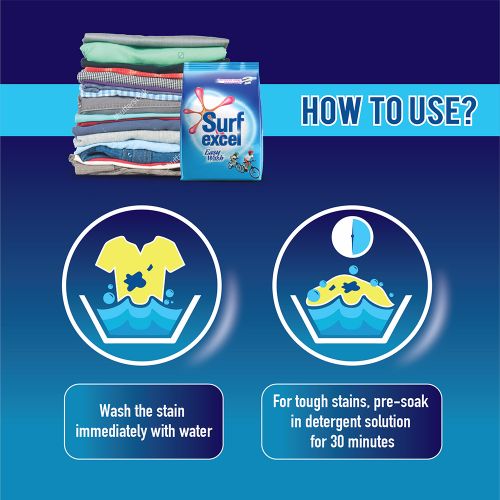 HOW TO USE?
Surf
excel
Easy
Wash
Wash the stain
immediately with water
For tough stains, pre-soak
in detergent solution
for 30 minutes